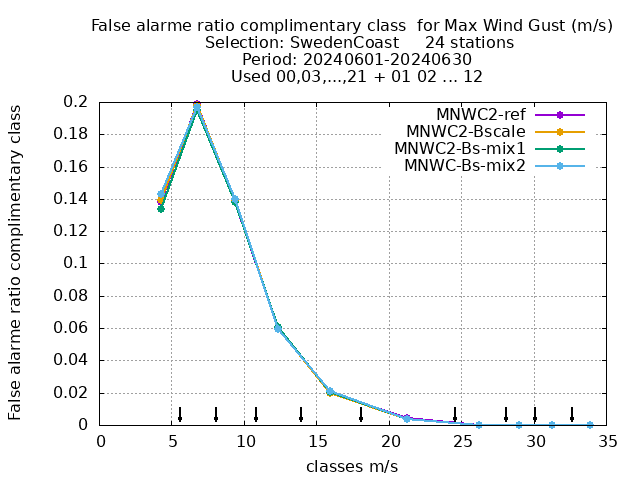 False alarme ratio complimentary class  for Max Wind Gust (m/s)
Selection: SwedenCoast     24 stations
Period: 20240601-20240630
Used 00,03,...,21 + 01 02 ... 12
False alarme ratio complimentary class
0.2
0.18
0.16
0.14
0.12
0.1
0.08
0.06
0.04
0.02
0
MNWC2-ref
MNWC2-Bscale
MNWC2-Bs-mix1
MNWC-Bs-mix2
0 5 10 15 20 25 30 35
classes m/s